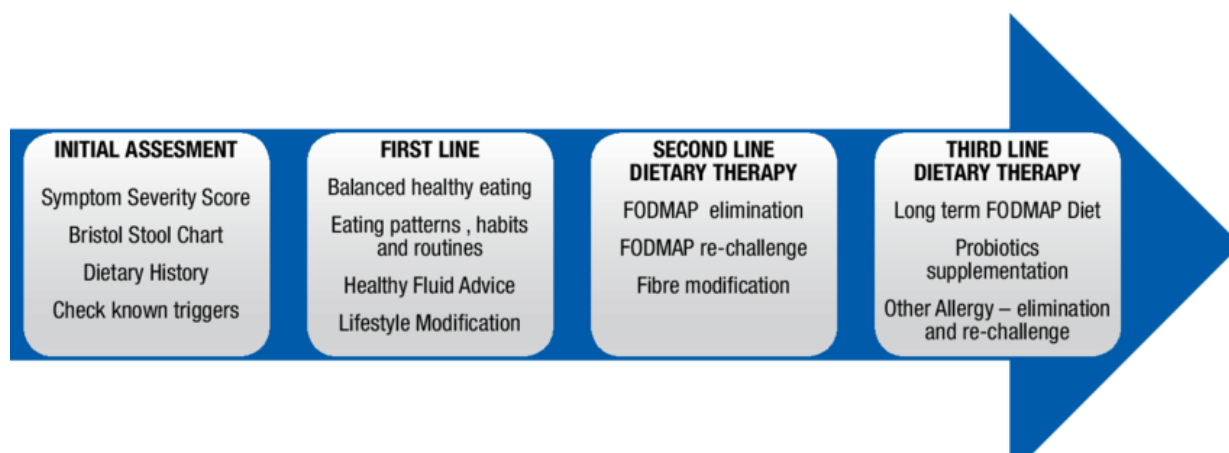 INITIAL ASSESMENT
Symptom Severity Score
Bristol Stool Chart
Dietary History
Check known triggers
FIRST LINE
Balanced healthy eating
Eating patterns , habits
and routines
Healthy Fluid Advice
Lifestyle Modification
SECOND LINE
DIETARY THERAPY
FODMAP elimination
FODMAP re-challenge
Fibre modification
THIRD LINE
DIETARY THERAPY
Long term FODMAP Diet
Probiotics
supplementation
Other Allergy – elimination
and re-challenge